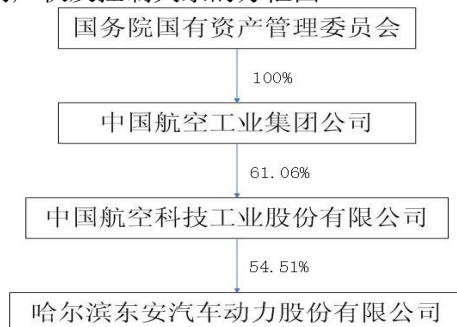 国务院国有资产管理委员会
100%
中国航空工业集团公司
61.06%
中国航空科技工业股份有限公司
54.51%
哈尔滨东安汽车动力股份有限公司